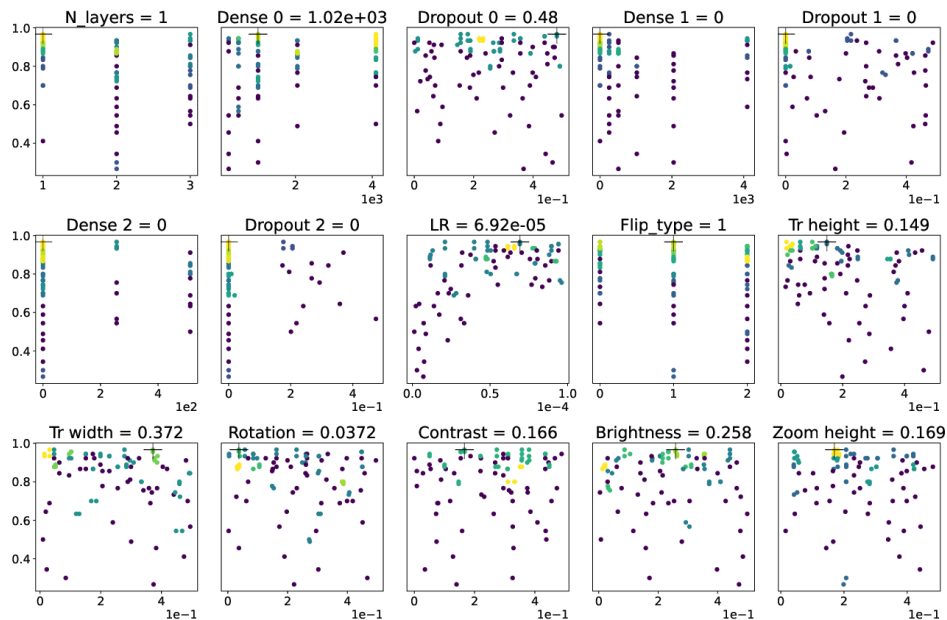 N_layers = 1
Dense 0 = 1.02e+03
Dropout 0 = 0.48
Dense 1 = 0
Dropout 1 = 0
1.0
0.8
0.6
0.4
1 2 3
0 2 4
1e3
0 2 4
1e−1
0 2 4
1e3
0 2 4
1e−1
Dense 2 = 0
Dropout 2 = 0
LR = 6.92e-05
Flip_type = 1
Tr height = 0.149
1.0
0.8
0.6
0.4
0 2 4
1e2
0 2 4
1e−1
0.0 0.5 1.0
1e−4
0 1 2
0 2 4
1e−1
Tr width = 0.372
Rotation = 0.0372
Contrast = 0.166
Brightness = 0.258
Zoom height = 0.169
1.0
0.8
0.6
0.4
0 2 4
1e−1
0 2 4
1e−1
0 2 4
1e−1
0 2 4
1e−1
0 2 4
1e−1